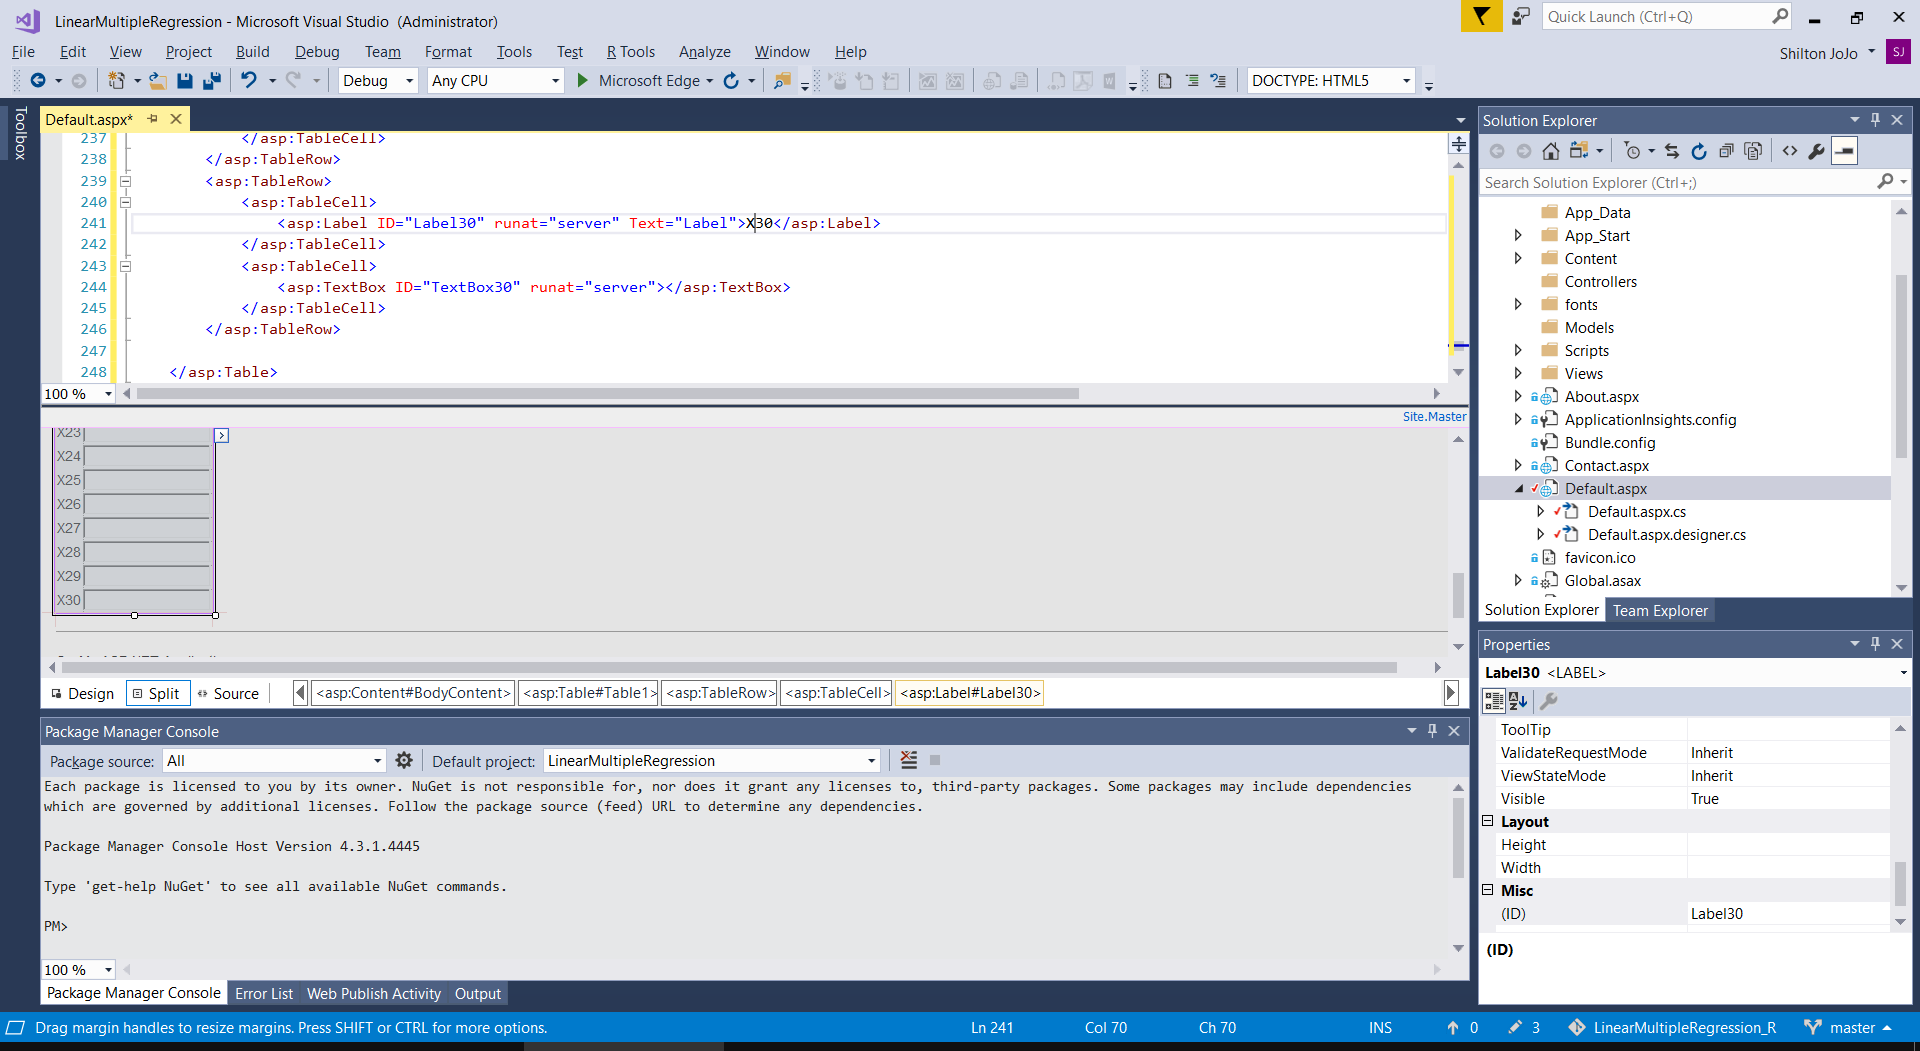 LinearMultipleRegression - Microsoft Visual Studio  (Administrator)
Quick Launch (Ctrl+Q)
File Edit View Project Build Debug Team Format Tools Test R Tools Analyze Window Help
Shilton JoJo SJ
Debug Any CPU Microsoft Edge DOCTYPE: HTML5
Toolbox
Default.aspx*
237 </asp:TableCell>
238 </asp:TableRow>
239 <asp:TableRow>
240 <asp:TableCell>
241 <asp:Label ID="Label30" runat="server" Text="Label">X30</asp:Label>
242 </asp:TableCell>
243 <asp:TableCell>
244 <asp:TextBox ID="TextBox30" runat="server"></asp:TextBox>
245 </asp:TableCell>
246 </asp:TableRow>
247
248 </asp:Table>
100 %
Site.Master
X23
X24
X25
X26
X27
X28
X29
X30
Design Split Source <asp:Content#BodyContent> <asp:Table#Table1> <asp:TableRow> <asp:TableCell> <asp:Label#Label30>
Package Manager Console
Package source: All Default project: LinearMultipleRegression
Each package is licensed to you by its owner. NuGet is not responsible for, nor does it grant any licenses to, third-party packages. Some packages may include dependencies
which are governed by additional licenses. Follow the package source (feed) URL to determine any dependencies.
Package Manager Console Host Version 4.3.1.4445
Type 'get-help NuGet' to see all available NuGet commands.
PM>
100 %
Package Manager Console Error List Web Publish Activity Output
Solution Explorer
Search Solution Explorer (Ctrl+;)
App_Data
App_Start
Content
Controllers
fonts
Models
Scripts
Views
About.aspx
ApplicationInsights.config
Bundle.config
Contact.aspx
Default.aspx
Default.aspx.cs
Default.aspx.designer.cs
favicon.ico
Global.asax
Solution Explorer Team Explorer
Properties
Label30 <LABEL>
ToolTip
ValidateRequestMode Inherit
ViewStateMode Inherit
Visible True
Layout
Height
Width
Misc
(ID) Label30
(ID)
Drag margin handles to resize margins. Press SHIFT or CTRL for more options. Ln 241 Col 70 Ch 70 INS 0 3 LinearMultipleRegression_R master